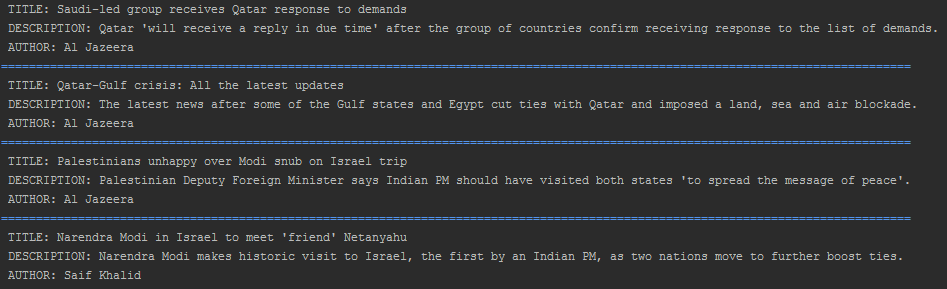 TITLE: Saudi-led group receives Qatar response to demands
DESCRIPTION: Qatar 'will receive a reply in due time' after the group of countries confirm receiving response to the list of demands.
AUTHOR: Al Jazeera
TITLE: Qatar-Gulf crisis: All the latest updates
DESCRIPTION: The latest news after some of the Gulf states and Egypt cut ties with Qatar and imposed a land, sea and air blockade.
AUTHOR: Al Jazeera
TITLE: Palestinians unhappy over Modi snub on Israel trip
DESCRIPTION: Palestinian Deputy Foreign Minister says Indian PM should have visited both states 'to spread the message of peace'.
AUTHOR: Al Jazeera
TITLE: Narendra Modi in Israel to meet 'friend' Netanyahu
DESCRIPTION: Narendra Modi makes historic visit to Israel, the first by an Indian PM, as two nations move to further boost ties.
AUTHOR: Saif Khalid